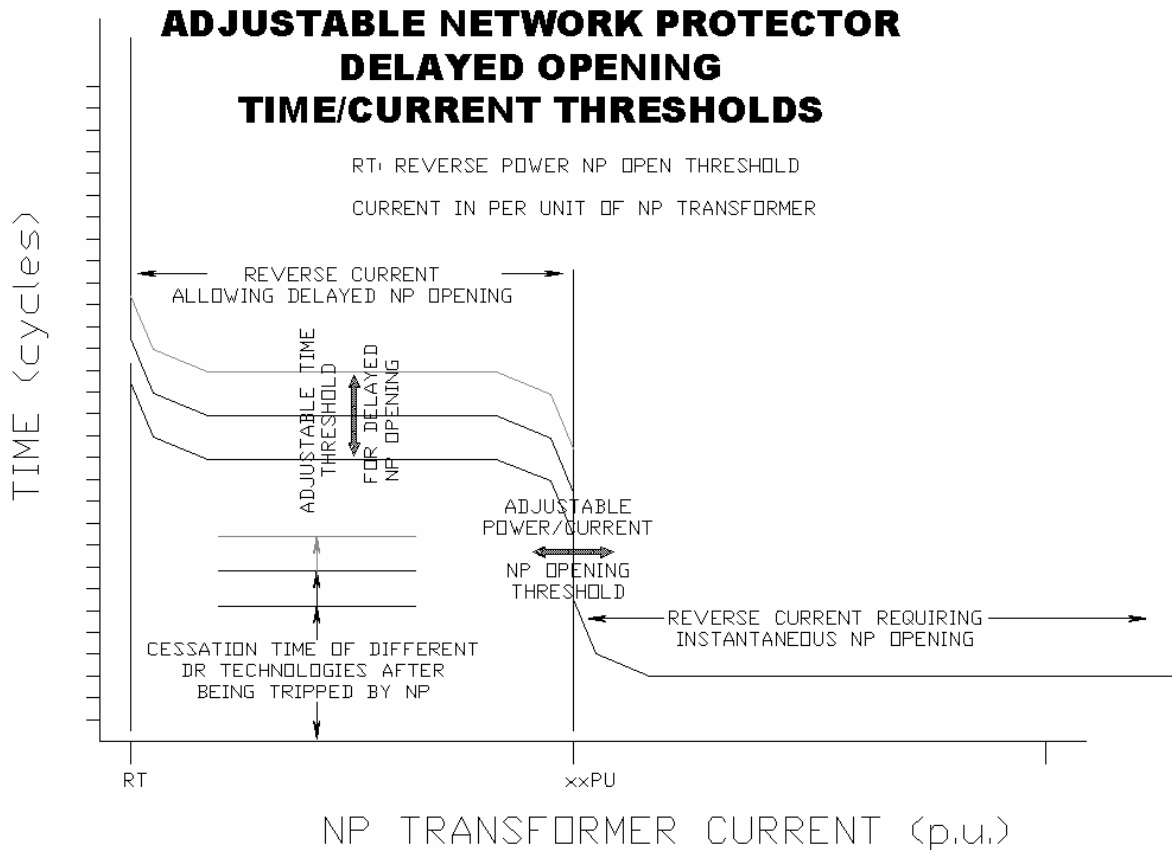 ADJUSTABLE NETWORK PROTECTOR
DELAYED OPENING
TIME/CURRENT THRESHOLDS
RT: REVERSE POWER NP OPEN THRESHOLD
CURRENT IN PER UNIT OF NP TRANSFORMER
TIME (cycles)
REVERSE CURRENT
ALLOWING DELAYED NP OPENING
ADJUSTABLE TIME
THRESHOLD
FOR DELAYED
NP OPENING
ADJUSTABLE
POWER/CURRENT
NP OPENING
THRESHOLD
REVERSE CURRENT REQUIRING
INSTANTANEOUS NP OPENING
CESSATION TIME OF DIFFERENT
DR TECHNOLOGIES AFTER
BEING TRIPPED BY NP
RT
xxPU
NP TRANSFORMER CURRENT (p.u.)